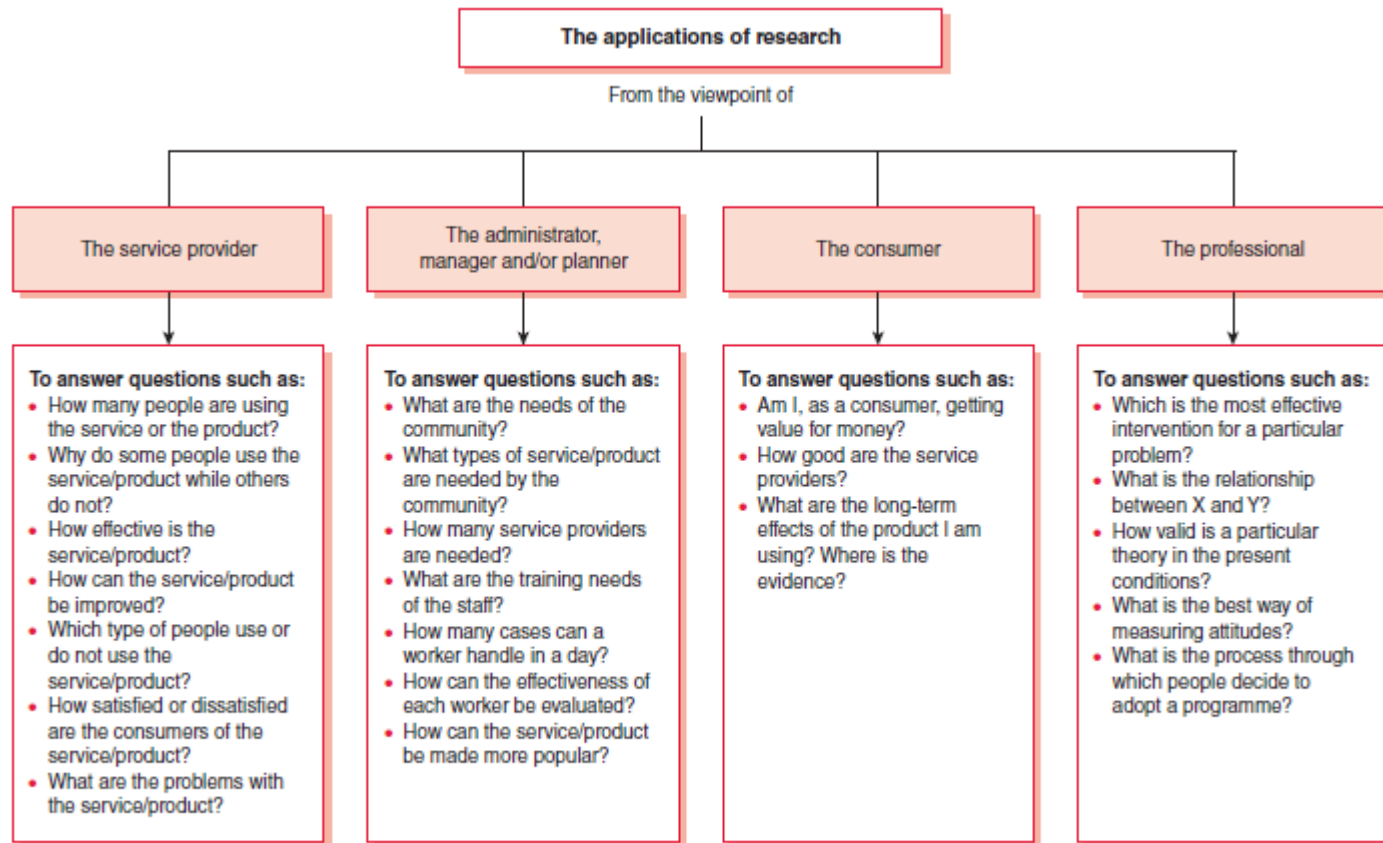 The applications of research
From the viewpoint of
The service provider
To answer questions such as:
• How many people are using
the service or the product?
• Why do some people use the
service/product while others
do not?
• How effective is the
service/product?
• How can the service/product
be improved?
• Which type of people use or
do not use the
service/product?
• How satisfied or dissatisfied
are the consumers of the
service/product?
• What are the problems with
the service/product?
The administrator,
manager and/or planner
To answer questions such as:
• What are the needs of the
community?
• What types of service/product
are needed by the
community?
• How many service providers
are needed?
• What are the training needs
of the staff?
• How many cases can a
worker handle in a day?
• How can the effectiveness of
each worker be evaluated?
• How can the service/product
be made more popular?
The consumer
To answer questions such as:
• Am I, as a consumer, getting
value for money?
• How good are the service
providers?
• What are the long-term
effects of the product I am
using? Where is the
evidence?
The professional
To answer questions such as:
• Which is the most effective
intervention for a particular
problem?
• What is the relationship
between X and Y?
• How valid is a particular
theory in the present
conditions?
• What is the best way of
measuring attitudes?
• What is the process through
which people decide to
adopt a programme?